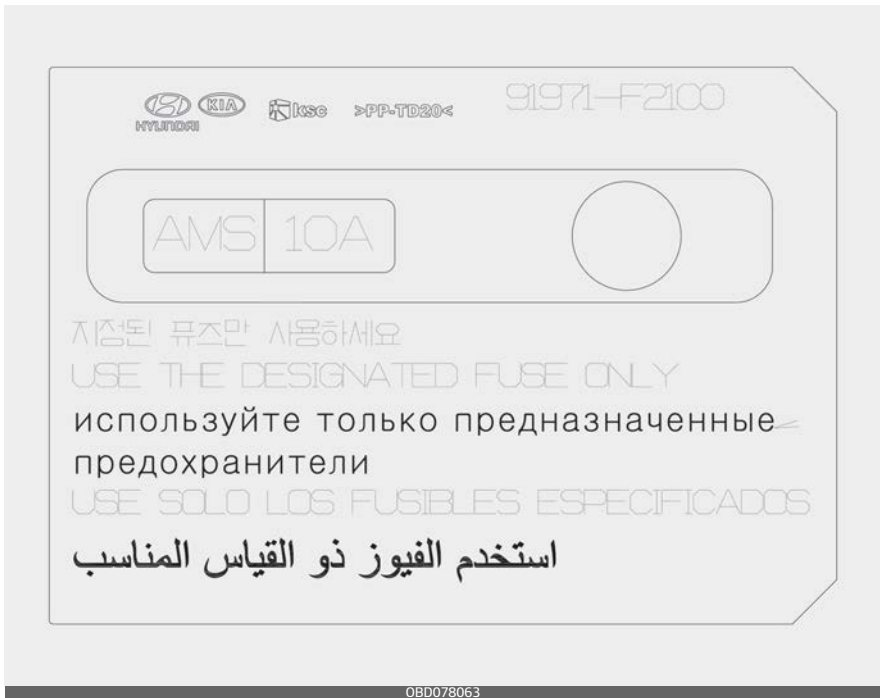 HYUNDAI KIA ksc >PP-TD20< 91971-F2100
AMS 10A
지점된 퓨즈만 사용하세요
USE THE DESIGNATED FUSE ONLY
используйте только предназначенные
предохранители
USE SOLO LOS FUSIBLES ESPECIFICADOS
استخدم الفيوز ذو القياس المناسب
OBD078063